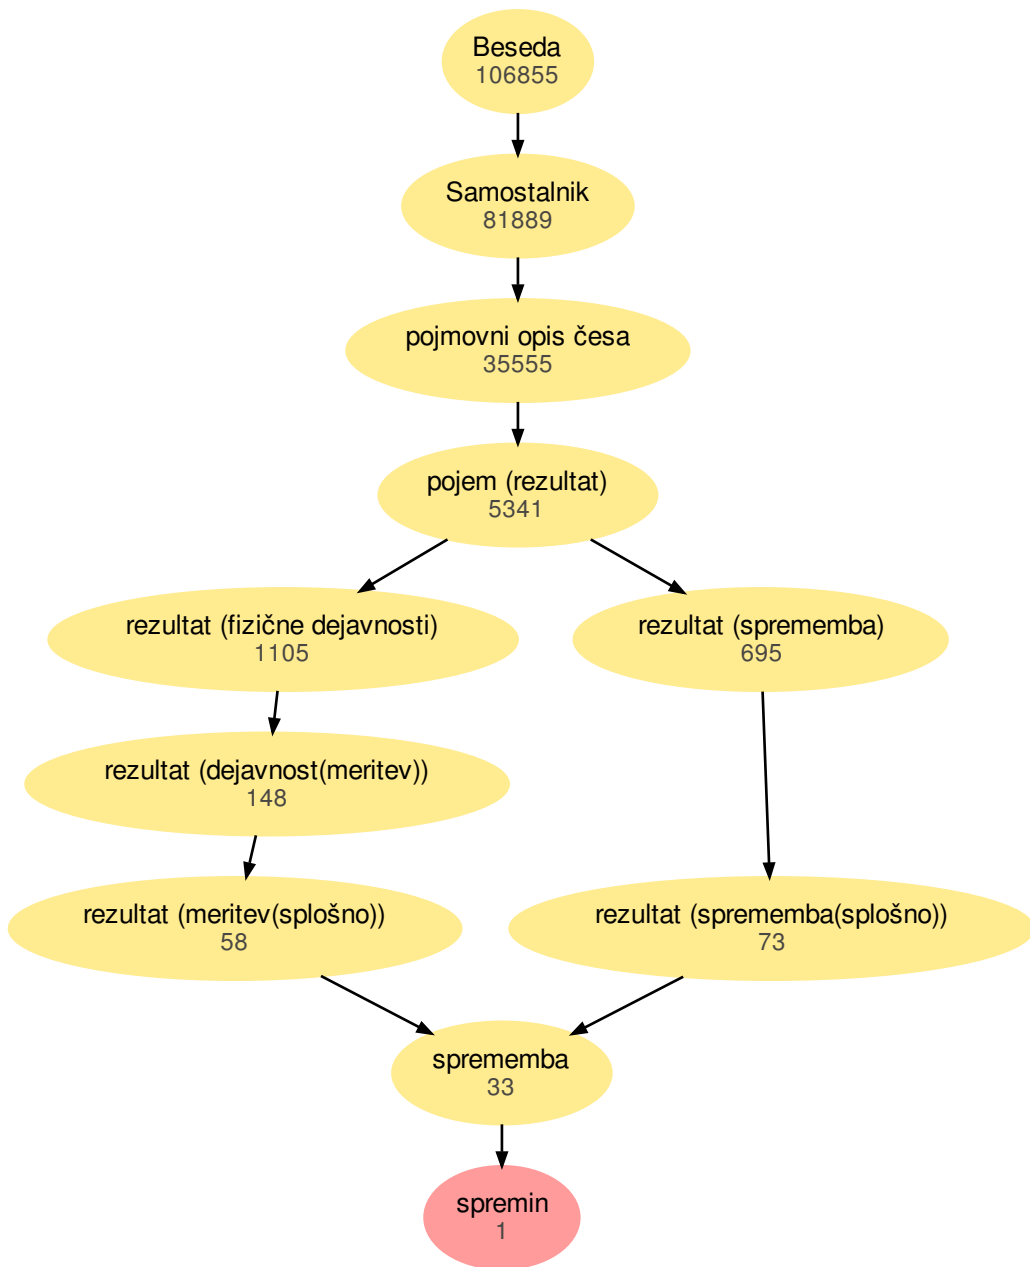 Beseda
106855
Samostalnik
81889
pojmovni opis česa
35555
pojem (rezultat)
5341
rezultat (fizične dejavnosti)
1105
rezultat (sprememba)
695
rezultat (dejavnost(meritev))
148
rezultat (meritev(splošno))
58
rezultat (sprememba(splošno))
73
sprememba
33
spremin
1